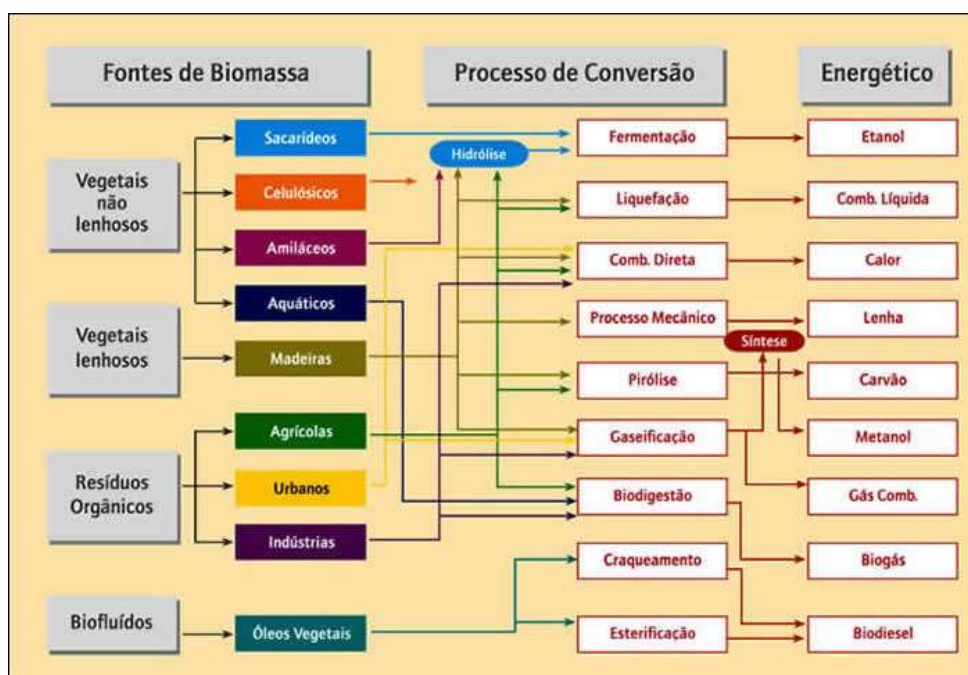 Fontes de Biomassa
Processo de Conversão
Energético
Vegetais
não
lenhosos
Vegetais
lenhosos
Resíduos
Orgânicos
Biofluídos
Sacarídeos
Celulósicos
Amiláceos
Aquáticos
Madeiras
Agrícolas
Urbanos
Indústrias
Óleos Vegetais
Hidrólise
Fermentação
Liquefação
Comb. Direta
Processo Mecânico
Pirólise
Gaseificação
Biodigestão
Craqueamento
Esterificação
Síntese
Etanol
Comb. Líquida
Calor
Lenha
Carvão
Metanol
Gás Comb.
Biogás
Biodiesel